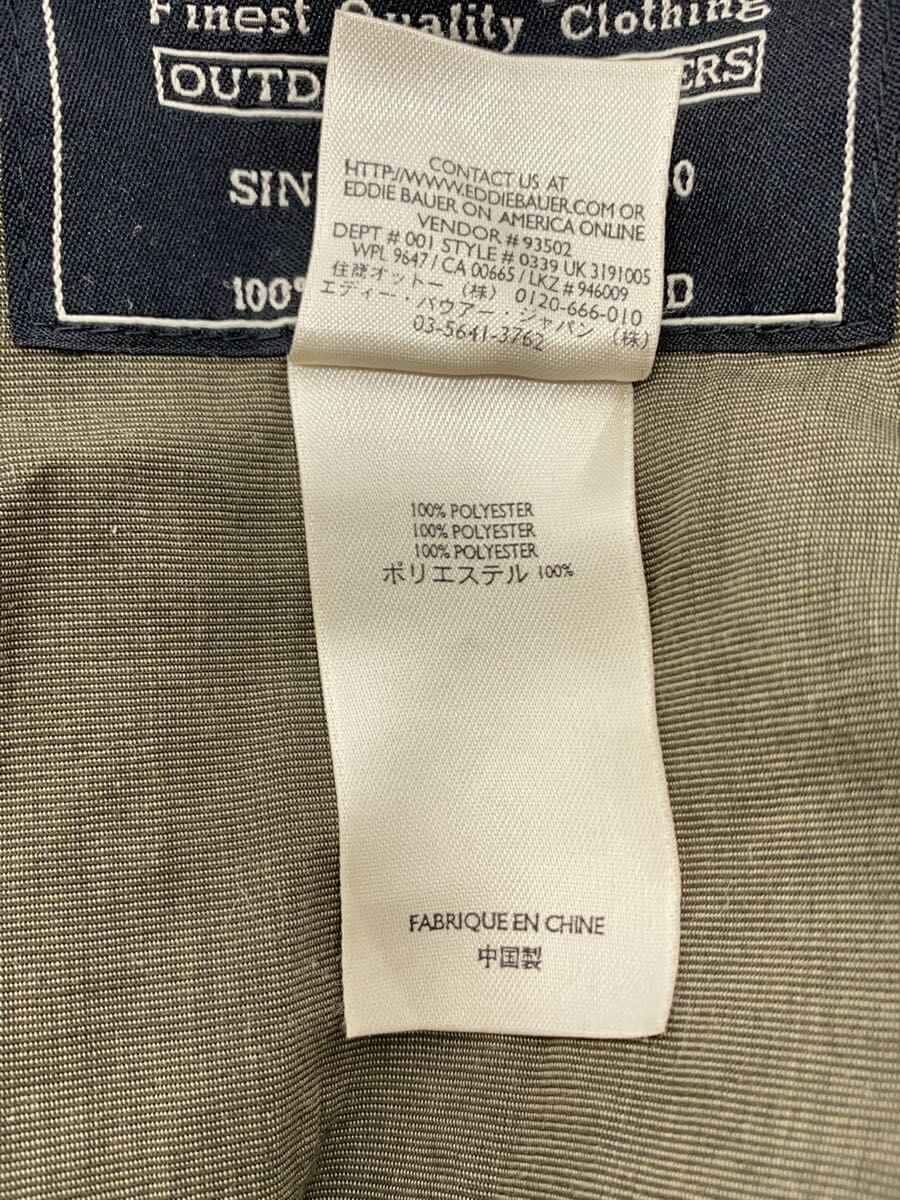 Finest Quality Clothing
OUTD ERS
SIN 0
100% D
CONTACT US AT
HTTP://WWW.EDDIEBAUER.COM OR
EDDIE BAUER ON AMERICA ONLINE
VENDOR # 93502
DEPT # 001 STYLE # 0339 UK 3191005
WPL 9647 / CA 00665 / LKZ # 946009
住商オットー (株) 0120-666-010
エディー・バウアー・ジャパン (株)
03-5641-3762
100% POLYESTER
100% POLYESTER
100% POLYESTER
ポリエステル 100%
FABRIQUE EN CHINE
中国製